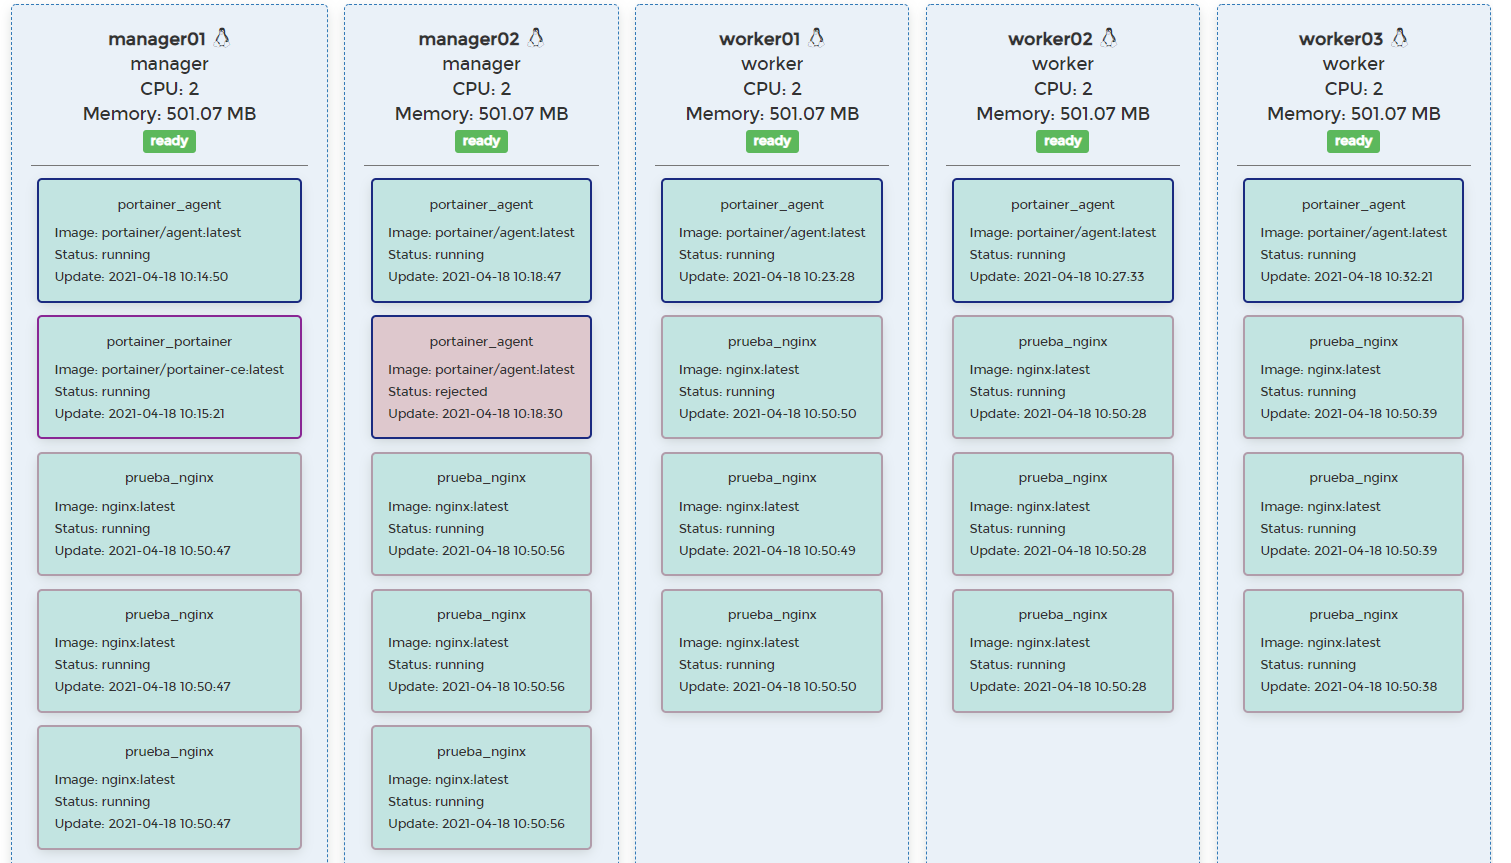 manager01
manager
CPU: 2
Memory: 501.07 MB
ready
portainer_agent
Image: portainer/agent:latest
Status: running
Update: 2021-04-18 10:14:50
portainer_portainer
Image: portainer/portainer-ce:latest
Status: running
Update: 2021-04-18 10:15:21
prueba_nginx
Image: nginx:latest
Status: running
Update: 2021-04-18 10:50:47
prueba_nginx
Image: nginx:latest
Status: running
Update: 2021-04-18 10:50:47
prueba_nginx
Image: nginx:latest
Status: running
Update: 2021-04-18 10:50:47
manager02
manager
CPU: 2
Memory: 501.07 MB
ready
portainer_agent
Image: portainer/agent:latest
Status: running
Update: 2021-04-18 10:18:47
portainer_agent
Image: portainer/agent:latest
Status: rejected
Update: 2021-04-18 10:18:30
prueba_nginx
Image: nginx:latest
Status: running
Update: 2021-04-18 10:50:56
prueba_nginx
Image: nginx:latest
Status: running
Update: 2021-04-18 10:50:56
prueba_nginx
Image: nginx:latest
Status: running
Update: 2021-04-18 10:50:56
worker01
worker
CPU: 2
Memory: 501.07 MB
ready
portainer_agent
Image: portainer/agent:latest
Status: running
Update: 2021-04-18 10:23:28
prueba_nginx
Image: nginx:latest
Status: running
Update: 2021-04-18 10:50:50
prueba_nginx
Image: nginx:latest
Status: running
Update: 2021-04-18 10:50:49
prueba_nginx
Image: nginx:latest
Status: running
Update: 2021-04-18 10:50:50
worker02
worker
CPU: 2
Memory: 501.07 MB
ready
portainer_agent
Image: portainer/agent:latest
Status: running
Update: 2021-04-18 10:27:33
prueba_nginx
Image: nginx:latest
Status: running
Update: 2021-04-18 10:50:28
prueba_nginx
Image: nginx:latest
Status: running
Update: 2021-04-18 10:50:28
prueba_nginx
Image: nginx:latest
Status: running
Update: 2021-04-18 10:50:28
worker03
worker
CPU: 2
Memory: 501.07 MB
ready
portainer_agent
Image: portainer/agent:latest
Status: running
Update: 2021-04-18 10:32:21
prueba_nginx
Image: nginx:latest
Status: running
Update: 2021-04-18 10:50:39
prueba_nginx
Image: nginx:latest
Status: running
Update: 2021-04-18 10:50:39
prueba_nginx
Image: nginx:latest
Status: running
Update: 2021-04-18 10:50:38